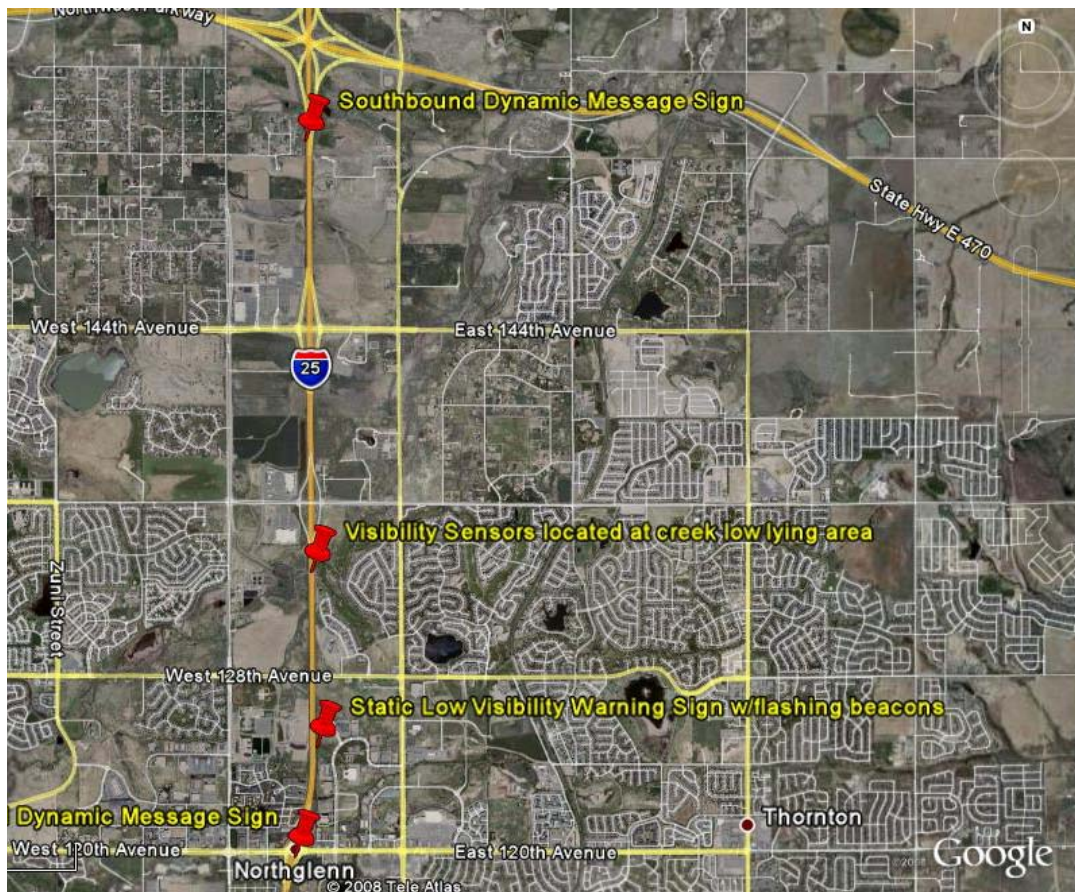 Northwest Parkway
N
Southbound Dynamic Message Sign
State Hwy E 470
West 144th Avenue
East 144th Avenue
25
Visibility Sensors located at creek low lying area
Zuni Street
West 128th Avenue
Static Low Visibility Warning Sign w/flashing beacons
Dynamic Message Sign
Thornton
West 120th Avenue
East 120th Avenue
© 2008
Google
Northglenn
© 2008 Tele Atlas